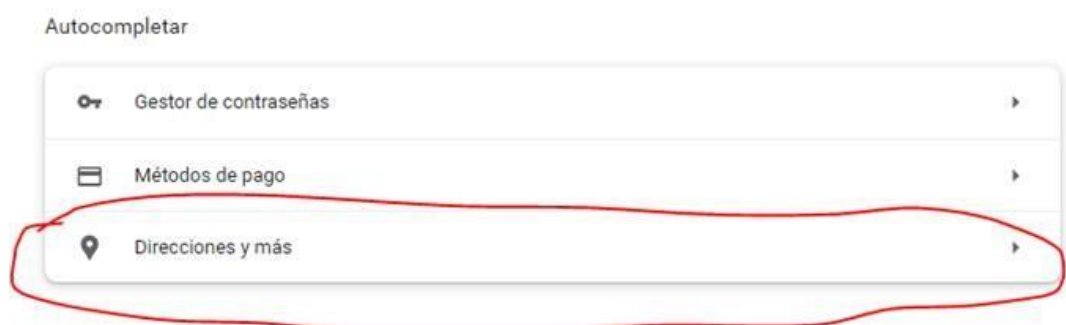 Autocompletar
Gestor de contraseñas
Métodos de pago
Direcciones y más